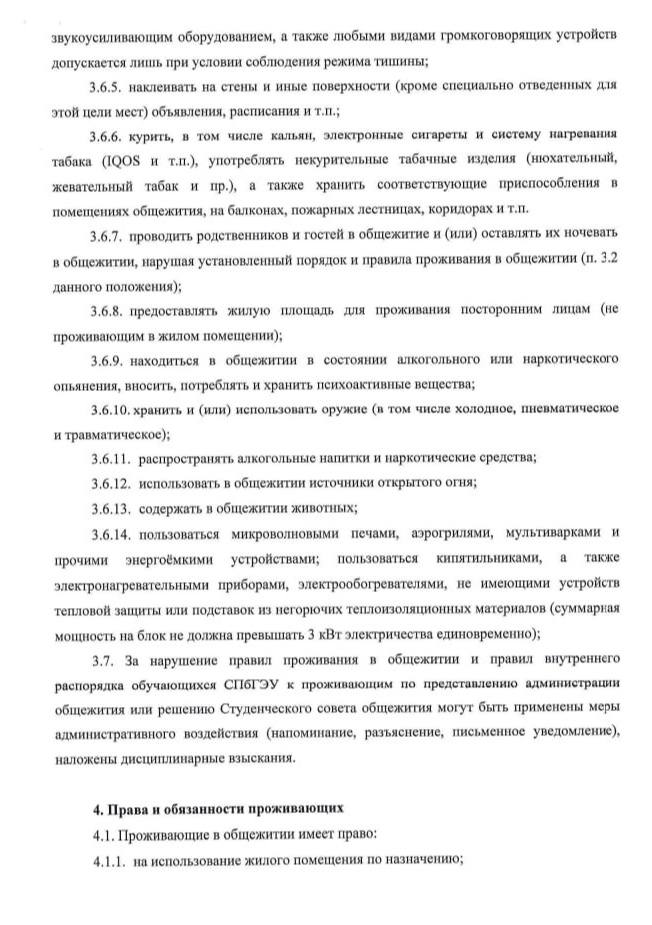 звукоусиливающим оборудованием, а также любыми видами громкоговорящих устройств
допускается лишь при условии соблюдения режима тишины;
3.6.5. наклеивать на стены и иные поверхности (кроме специально отведенных для
этой цели мест) объявления, расписания и т.п.;
3.6.6. курить, в том числе кальян, электронные сигареты и систему нагревания
табака (IQOS и т.п.), употреблять некурительные табачные изделия (нюхательный,
жевательный табак и пр.), а также хранить соответствующие приспособления в
помещениях общежития, на балконах, пожарных лестницах, коридорах и т.п.
3.6.7. проводить родственников и гостей в общежитие и (или) оставлять их ночевать
в общежитии, нарушая установленный порядок и правила проживания в общежитии (п. 3.2
данного положения);
3.6.8. предоставлять жилую площадь для проживания посторонним лицам (не
проживающим в жилом помещении);
3.6.9. находиться в общежитии в состоянии алкогольного или наркотического
опьянения, вносить, потреблять и хранить психоактивные вещества;
3.6.10. хранить и (или) использовать оружие (в том числе холодное, пневматическое
и травматическое);
3.6.11. распространять алкогольные напитки и наркотические средства;
3.6.12. использовать в общежитии источники открытого огня;
3.6.13. содержать в общежитии животных;
3.6.14. пользоваться микроволновыми печами, аэрогрилями, мультиварками и
прочими энергоёмкими устройствами; пользоваться кипятильниками, а также
электронагревательными приборами, электрообогревателями, не имеющими устройств
тепловой защиты или подставок из негорючих теплоизоляционных материалов (суммарная
мощность на блок не должна превышать 3 кВт электричества единовременно);
3.7. За нарушение правил проживания в общежитии и правил внутреннего
распорядка обучающихся СПбГЭУ к проживающим по представлению администрации
общежития или решению Студенческого совета общежития могут быть применены меры
административного воздействия (напоминание, разъяснение, письменное уведомление),
наложены дисциплинарные взыскания.
4. Права и обязанности проживающих
4.1. Проживающие в общежитии имеет право:
4.1.1. на использование жилого помещения по назначению;